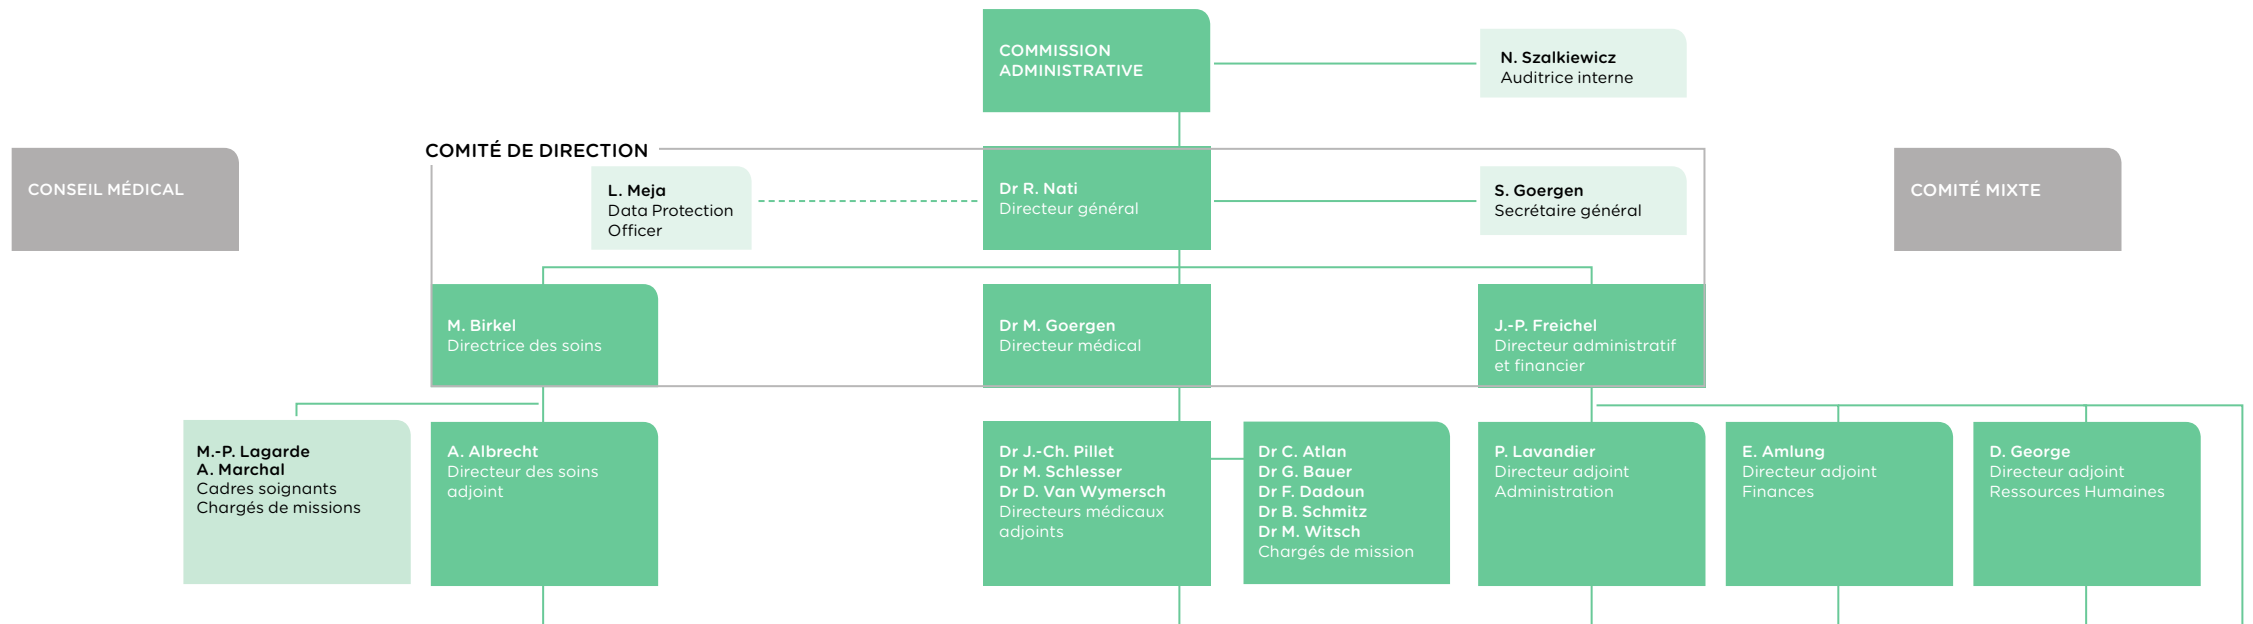 COMMISSION
ADMINISTRATIVE
N. Szalkiewicz
Auditrice interne
COMITÉ DE DIRECTION
CONSEIL MÉDICAL
L. Meja
Data Protection
Officer
Dr R. Nati
Directeur général
S. Goergen
Secrétaire général
COMITÉ MIXTE
M. Birkel
Directrice des soins
Dr M. Goergen
Directeur médical
J.-P. Freichel
Directeur administratif
et financier
M.-P. Lagarde
A. Marchal
Cadres soignants
Chargés de missions
A. Albrecht
Directeur des soins
adjoint
Dr J.-Ch. Pillet
Dr M. Schlesser
Dr D. Van Wymersch
Directeurs médicaux
adjoints
Dr C. Atlan
Dr G. Bauer
Dr F. Dadoun
Dr B. Schmitz
Dr M. Witsch
Chargés de mission
P. Lavandier
Directeur adjoint
Administration
E. Amlung
Directeur adjoint
Finances
D. George
Directeur adjoint
Ressources Humaines